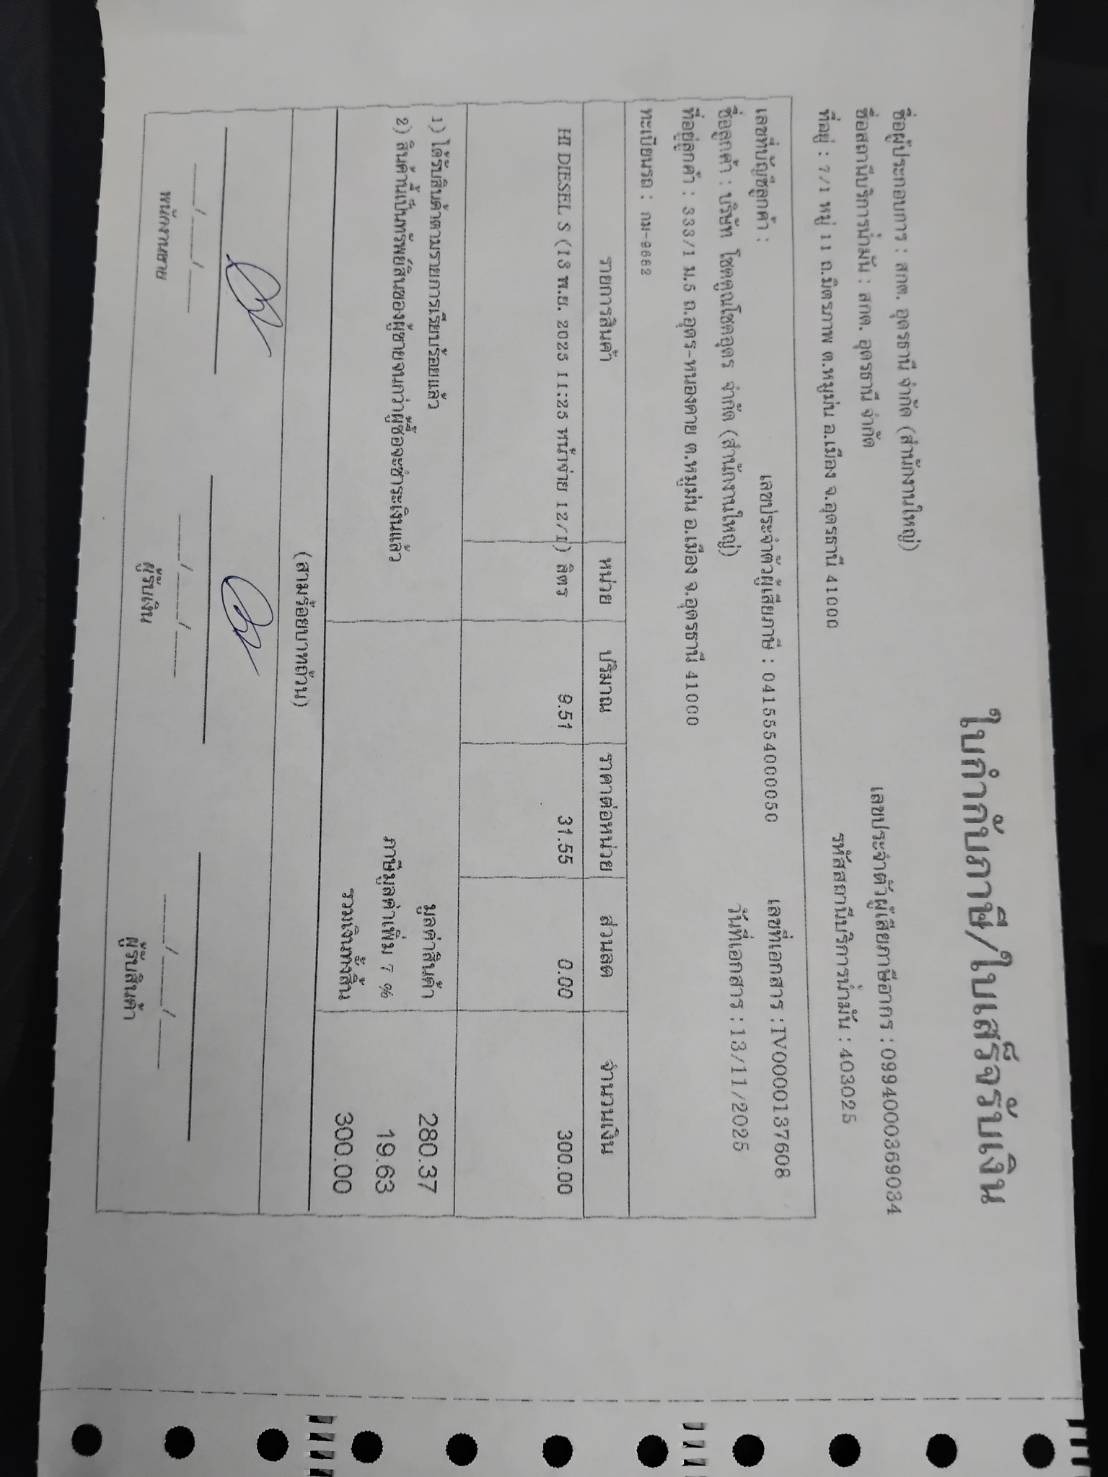 ใบกำกับภาษี/ใบเสร็จรับเงิน
ชื่อผู้ประกอบการ : สกต. อุดรธานี จำกัด (สำนักงานใหญ่) เลขประจำตัวผู้เสียภาษีอากร : 0994000369034
ชื่อสถานีบริการน้ำมัน : สกต. อุดรธานี จำกัด รหัสสถานีบริการน้ำมัน : 403025
ที่อยู่ : 7/1 หมู่ 11 ถ.มิตรภาพ ต.หมูม่น อ.เมือง จ.อุดรธานี 41000
เลขที่บัญชีลูกค้า : เลขประจำตัวผู้เสียภาษี : 0415554000050 เลขที่เอกสาร : IV0000137608
ชื่อลูกค้า : บริษัท โชคคูณโชคอุดร จำกัด (สำนักงานใหญ่) วันที่เอกสาร : 13/11/2025
ที่อยู่ลูกค้า : 333/1 ม.5 ถ.อุดร-หนองคาย ต.หมูม่น อ.เมือง จ.อุดรธานี 41000
ทะเบียนรถ :
รายการสินค้า หน่วย ปริมาณ ราคาต่อหน่วย ส่วนลด จำนวนเงิน
HI DIESEL S (13 พ.ย. 2025 11:25 หน้าจ่าย 12/1) ลิตร 9.51 31.55 0.00 300.00
1) ได้รับสินค้าตามรายการเรียบร้อยแล้ว มูลค่าสินค้า 280.37
2) สินค้านี้เป็นทรัพย์สินของผู้ขายจนกว่าผู้ซื้อจะชำระเงินแล้ว ภาษีมูลค่าเพิ่ม 7 % 19.63
รวมเงินทั้งสิ้น 300.00
(สามร้อยบาทถ้วน)
____/____/____ ____/____/____ ____/____/____
พนักงานขาย ผู้รับเงิน ผู้รับสินค้า